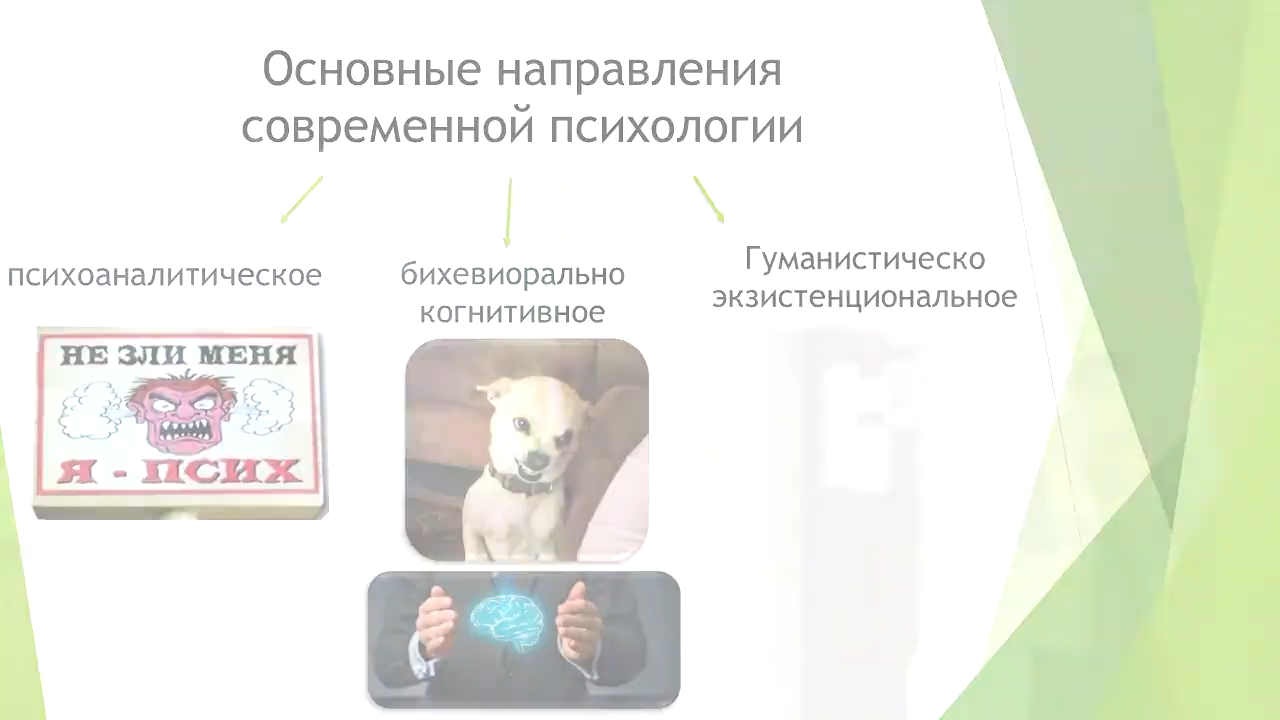 Основные направления
современной психологии
психоаналитическое
бихевиорально
когнитивное
Гуманистическо
экзистенциональное
НЕ ЗЛИ МЕНЯ
Я - ПСИХ